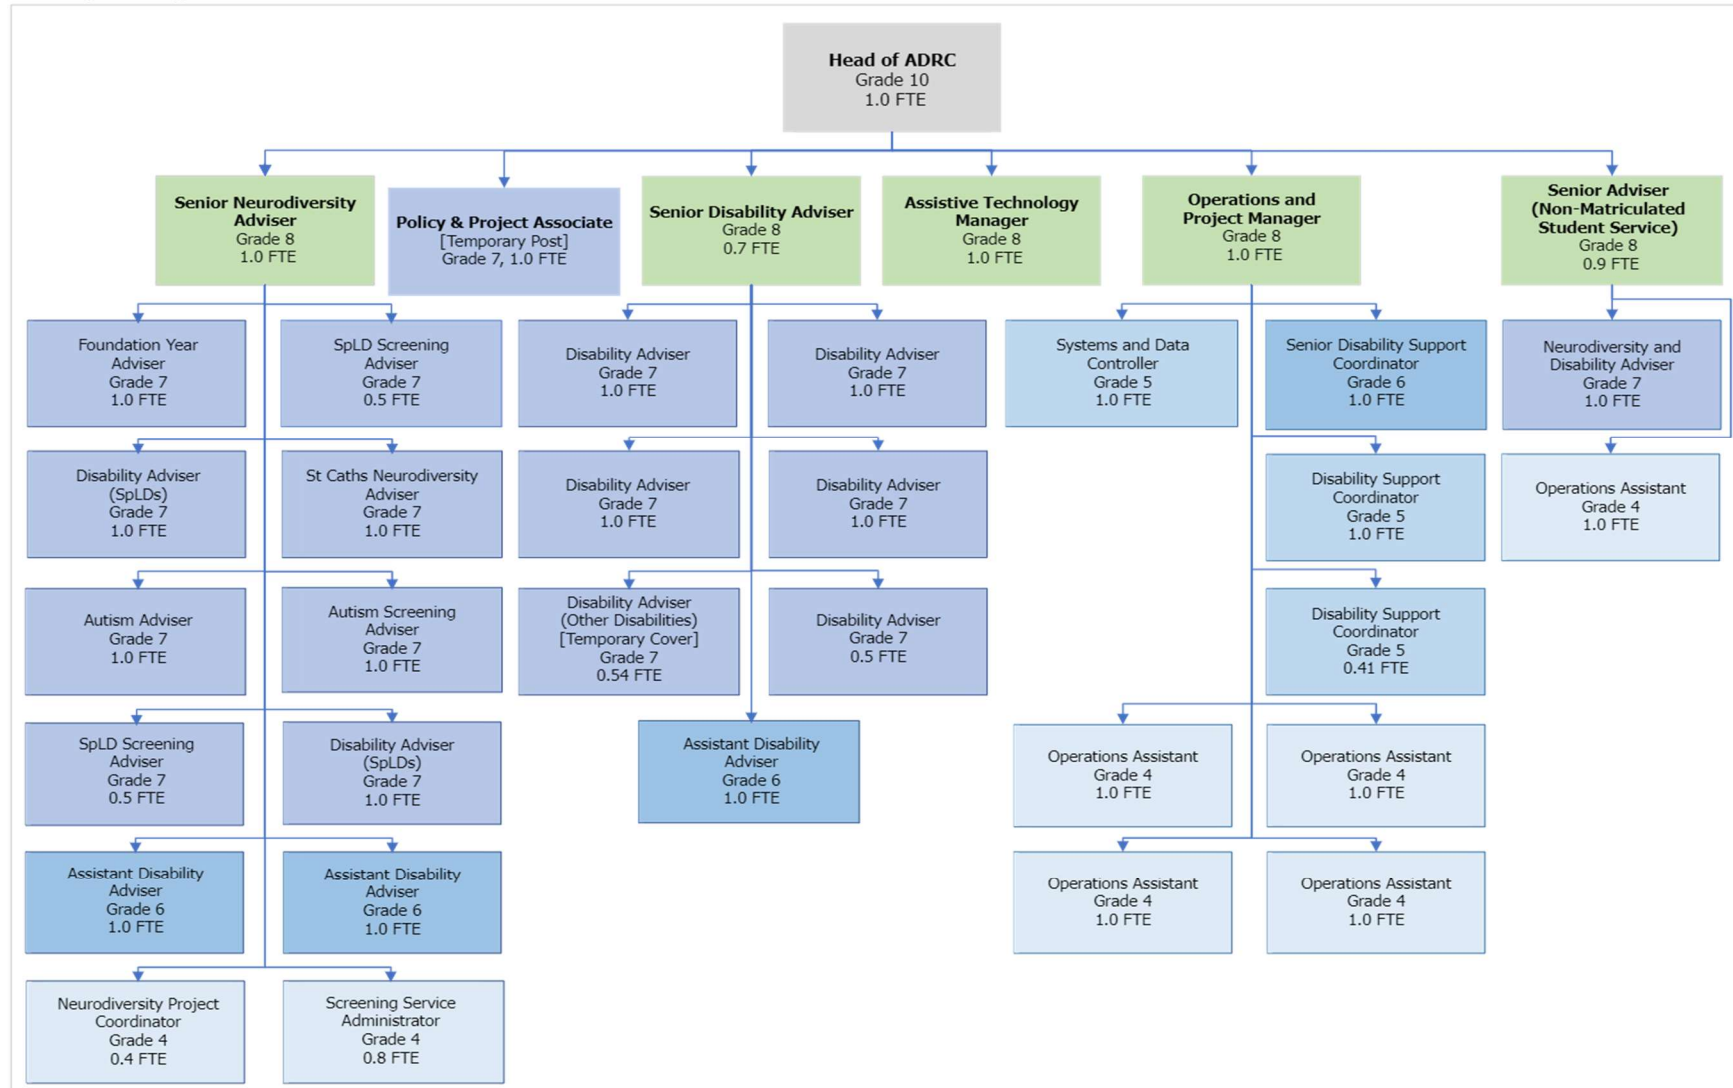 Head of ADRC
Grade 10
1.0 FTE
Senior Neurodiversity
Adviser
Grade 8
1.0 FTE
Policy & Project Associate
[Temporary Post]
Grade 7, 1.0 FTE
Senior Disability Adviser
Grade 8
0.7 FTE
Assistive Technology
Manager
Grade 8
1.0 FTE
Operations and
Project Manager
Grade 8
1.0 FTE
Senior Adviser
(Non-Matriculated
Student Service)
Grade 8
0.9 FTE
Foundation Year
Adviser
Grade 7
1.0 FTE
SpLD Screening
Adviser
Grade 7
0.5 FTE
Disability Adviser
Grade 7
1.0 FTE
Disability Adviser
Grade 7
1.0 FTE
Systems and Data
Controller
Grade 5
1.0 FTE
Senior Disability Support
Coordinator
Grade 6
1.0 FTE
Neurodiversity and
Disability Adviser
Grade 7
1.0 FTE
Disability Adviser
(SpLDs)
Grade 7
1.0 FTE
St Caths Neurodiversity
Adviser
Grade 7
1.0 FTE
Disability Adviser
Grade 7
1.0 FTE
Disability Adviser
Grade 7
1.0 FTE
Disability Support
Coordinator
Grade 5
1.0 FTE
Operations Assistant
Grade 4
1.0 FTE
Autism Adviser
Grade 7
1.0 FTE
Autism Screening
Adviser
Grade 7
1.0 FTE
Disability Adviser
(Other Disabilities)
[Temporary Cover]
Grade 7
0.54 FTE
Disability Adviser
Grade 7
0.5 FTE
Disability Support
Coordinator
Grade 5
0.41 FTE
SpLD Screening
Adviser
Grade 7
0.5 FTE
Disability Adviser
(SpLDs)
Grade 7
1.0 FTE
Assistant Disability
Adviser
Grade 6
1.0 FTE
Operations Assistant
Grade 4
1.0 FTE
Operations Assistant
Grade 4
1.0 FTE
Assistant Disability
Adviser
Grade 6
1.0 FTE
Assistant Disability
Adviser
Grade 6
1.0 FTE
Operations Assistant
Grade 4
1.0 FTE
Operations Assistant
Grade 4
1.0 FTE
Neurodiversity Project
Coordinator
Grade 4
0.4 FTE
Screening Service
Administrator
Grade 4
0.8 FTE